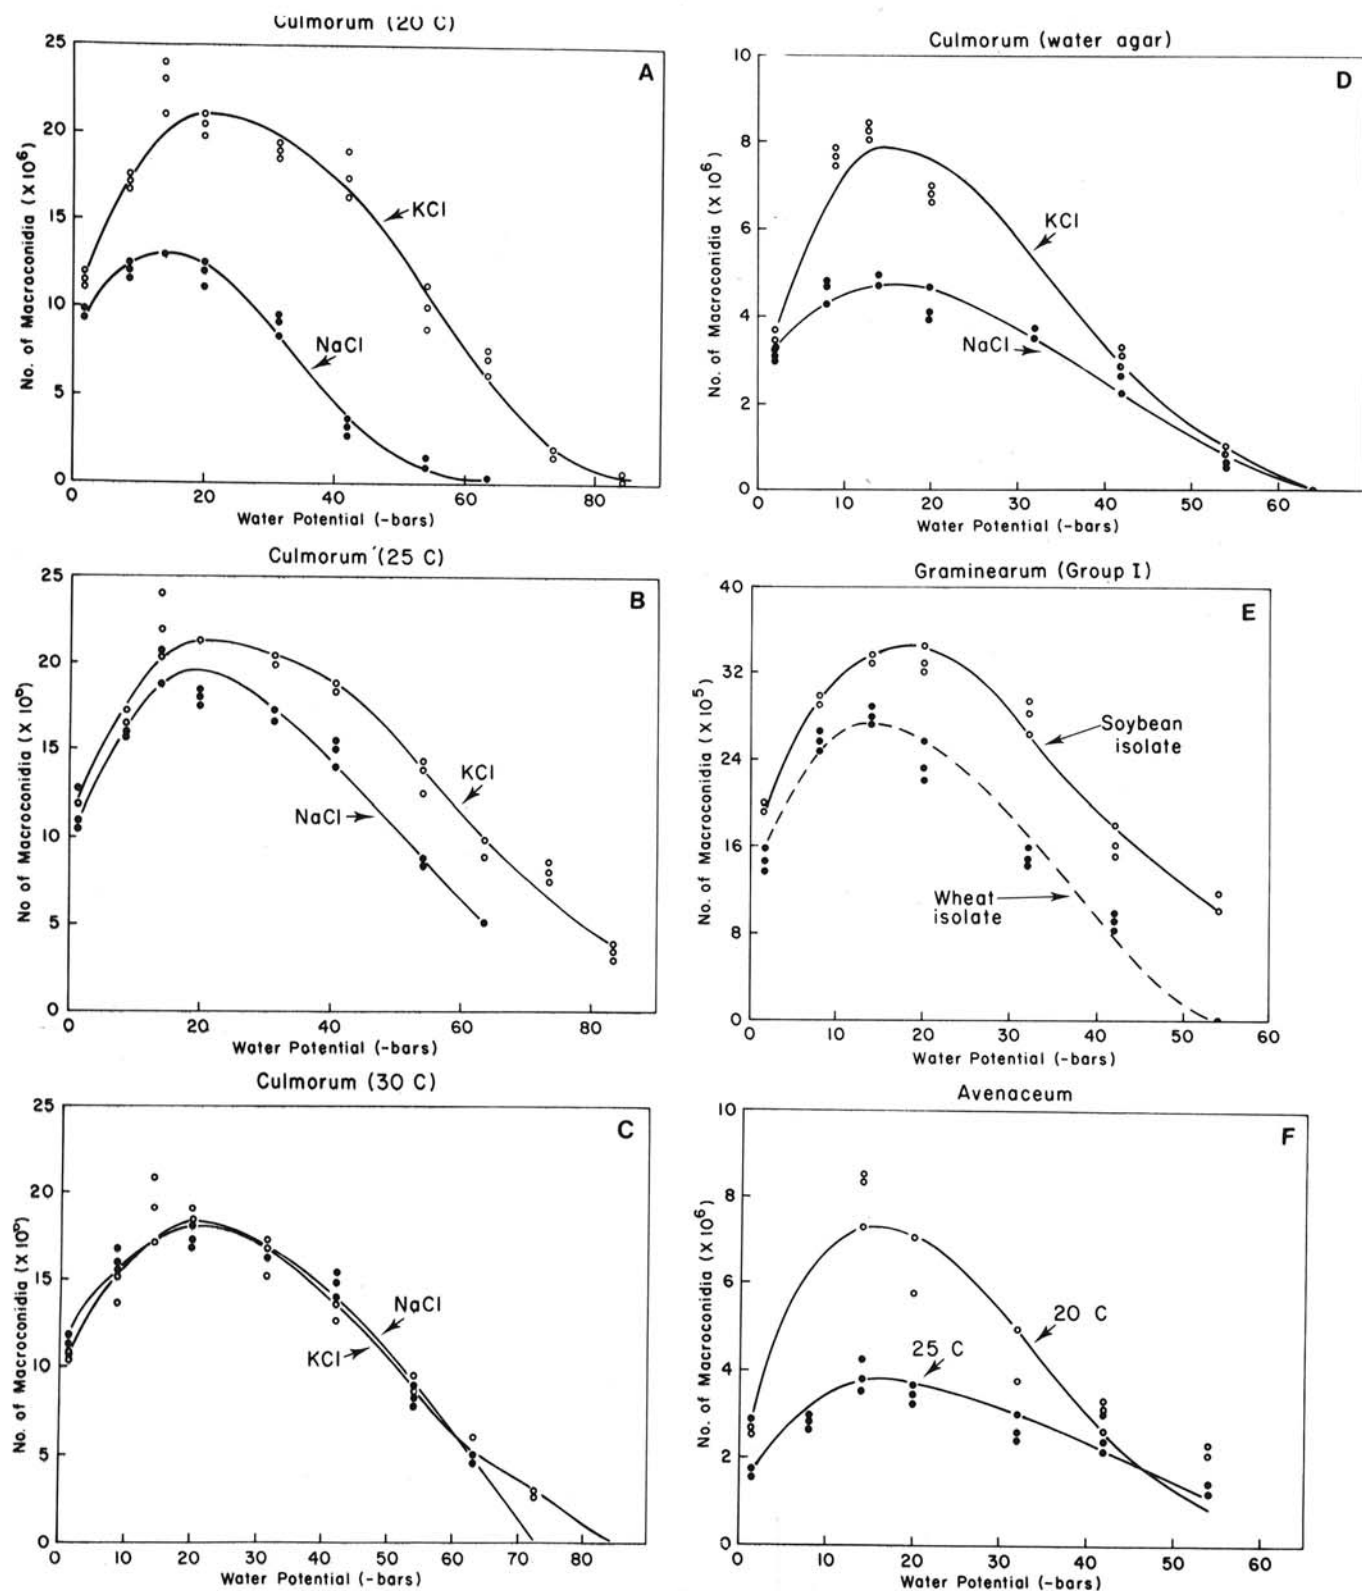 Culmorum (20 C)
A
No. of Macroconidia (X 10⁶)
25
20
15
10
5
0
KCl
NaCl
0 20 40 60 80
Water Potential (-bars)
Culmorum (25 C)
B
No of Macroconidia (X 10⁶)
25
20
15
10
5
0
KCl
NaCl
0 20 40 60 80
Water Potential (-bars)
Culmorum (30 C)
C
No. of Macroconidia (X 10⁶)
25
20
15
10
5
0
NaCl
KCl
0 10 20 30 40 50 60 70 80
Water Potential (-bars)
Culmorum (water agar)
D
No. of Macroconidia (X 10⁶)
10
8
6
4
2
0
KCl
NaCl
0 10 20 30 40 50 60
Water Potential (-bars)
Graminearum (Group I)
E
No. of Macroconidia (X 10⁵)
40
32
24
16
8
0
Soybean
isolate
Wheat
isolate
0 10 20 30 40 50 60
Water Potential (-bars)
Avenaceum
F
No. of Macroconidia (X 10⁶)
10
8
6
4
2
0
20 C
25 C
0 10 20 30 40 50 60
Water Potential (-bars)